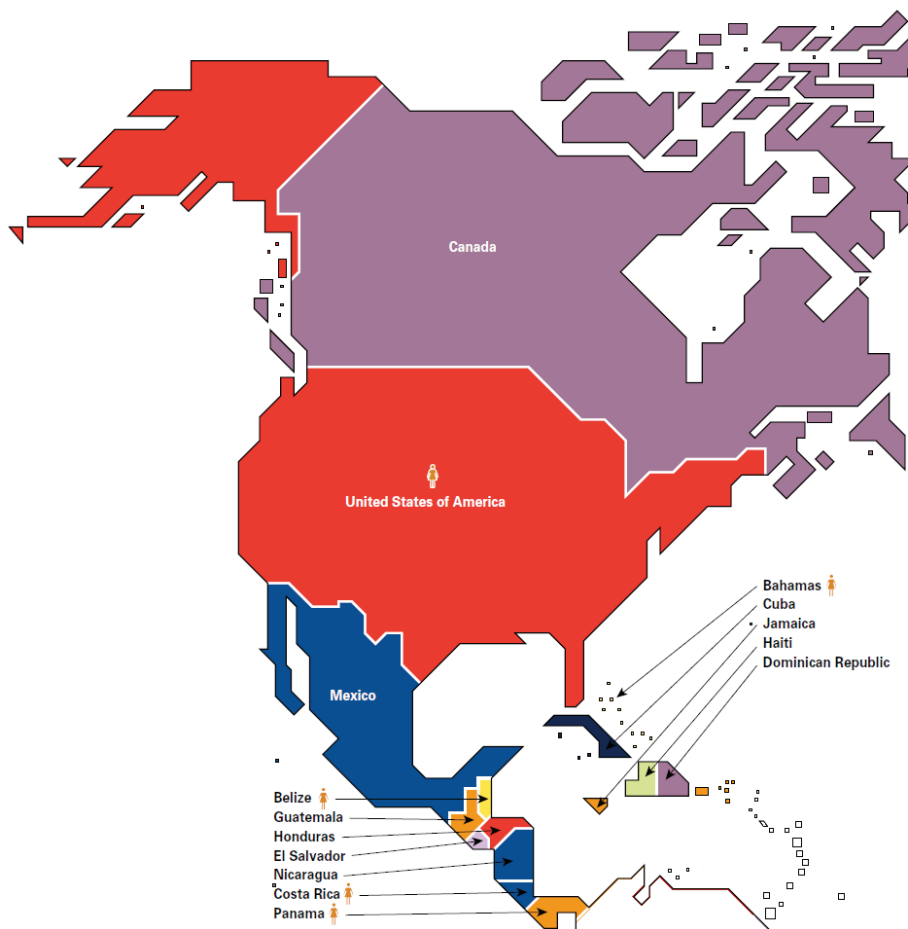 Canada
United States of America
Bahamas
Cuba
Jamaica
Haiti
Dominican Republic
Mexico
Belize
Guatemala
Honduras
El Salvador
Nicaragua
Costa Rica
Panama